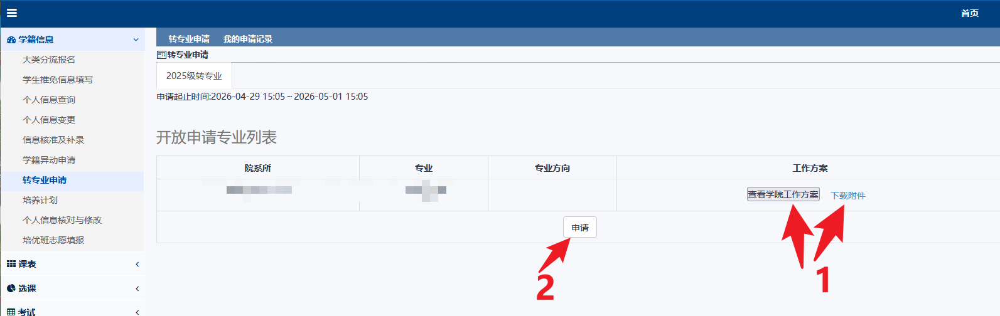 首页
学籍信息
大类分流报名
学生推免信息填写
个人信息查询
个人信息变更
信息核准及补录
学籍异动申请
转专业申请
培养计划
个人信息核对与修改
培优班志愿填报
课表
选课
考试
转专业申请 我的申请记录
转专业申请
2025级转专业
申请起止时间:2026-04-29 15:05～2026-05-01 15:05
开放申请专业列表
院系所 专业 专业方向 工作方案
查看学院工作方案 下载附件
申请
1
2